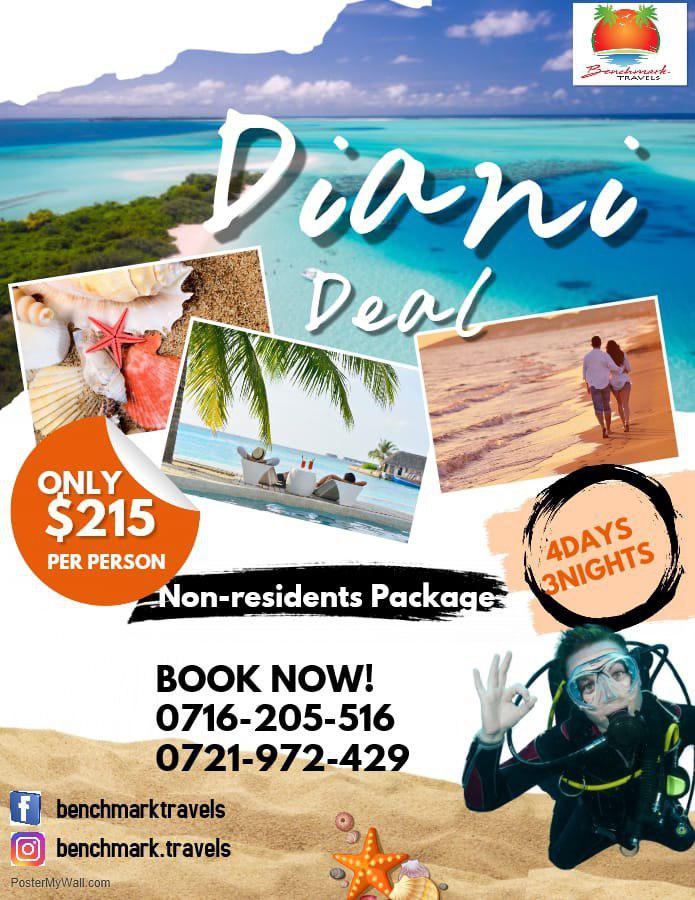 Benchmark
TRAVELS
Diani
Deal
ONLY
$215
PER PERSON
4DAYS
3NIGHTS
Non-residents Package
BOOK NOW!
0716-205-516
0721-972-429
benchmarktravels
benchmark.travels
PosterMyWall.com